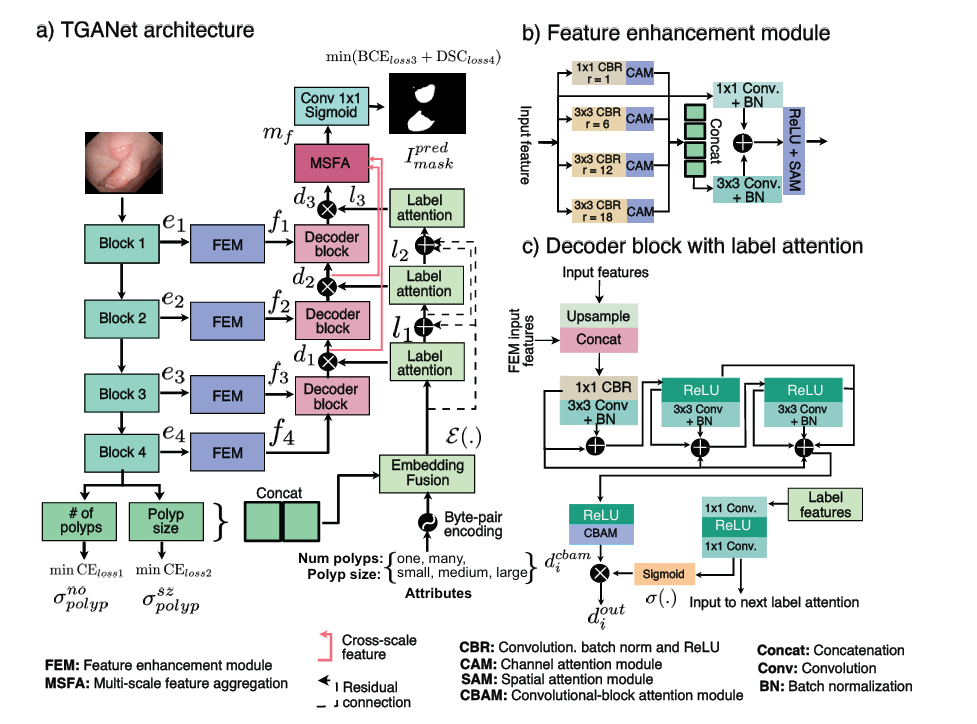 a) TGANet architecture
min(BCE_loss3 + DSC_loss4)
Conv 1x1
Sigmoid
m_f
I^pred_mask
MSFA
d_3
l_3
Label
attention
Block 1
e_1
FEM
f_1
Decoder
block
l_2
d_2
Label
attention
Block 2
e_2
FEM
f_2
Decoder
block
l_1
d_1
Label
attention
Block 3
e_3
FEM
f_3
Decoder
block
Block 4
e_4
FEM
f_4
ℰ(.)
Embedding
Fusion
# of
polyps
Polyp
size
}
Concat
Byte-pair
encoding
min CE_loss1
min CE_loss2
σ^no_polyp
σ^sz_polyp
Num polyps: {one, many,
Polyp size: small, medium, large}
Attributes
b) Feature enhancement module
Input feature
1x1 CBR
r = 1
CAM
3x3 CBR
r = 6
CAM
3x3 CBR
r = 12
CAM
3x3 CBR
r = 18
CAM
Concat
1x1 Conv.
+ BN
3x3 Conv.
+ BN
ReLU + SAM
c) Decoder block with label attention
Input features
FEM input
features
Upsample
Concat
1x1 CBR
3x3 Conv
+ BN
ReLU
3x3 Conv
+ BN
ReLU
3x3 Conv
+ BN
ReLU
CBAM
d^cbam_i
1x1 Conv.
ReLU
1x1 Conv.
Label
features
Sigmoid
σ(.)
Input to next label attention
d^out_i
Cross-scale
feature
Residual
connection
FEM: Feature enhancement module
MSFA: Multi-scale feature aggregation
CBR: Convolution. batch norm and ReLU
CAM: Channel attention module
SAM: Spatial attention module
CBAM: Convolutional-block attention module
Concat: Concatenation
Conv: Convolution
BN: Batch normalization